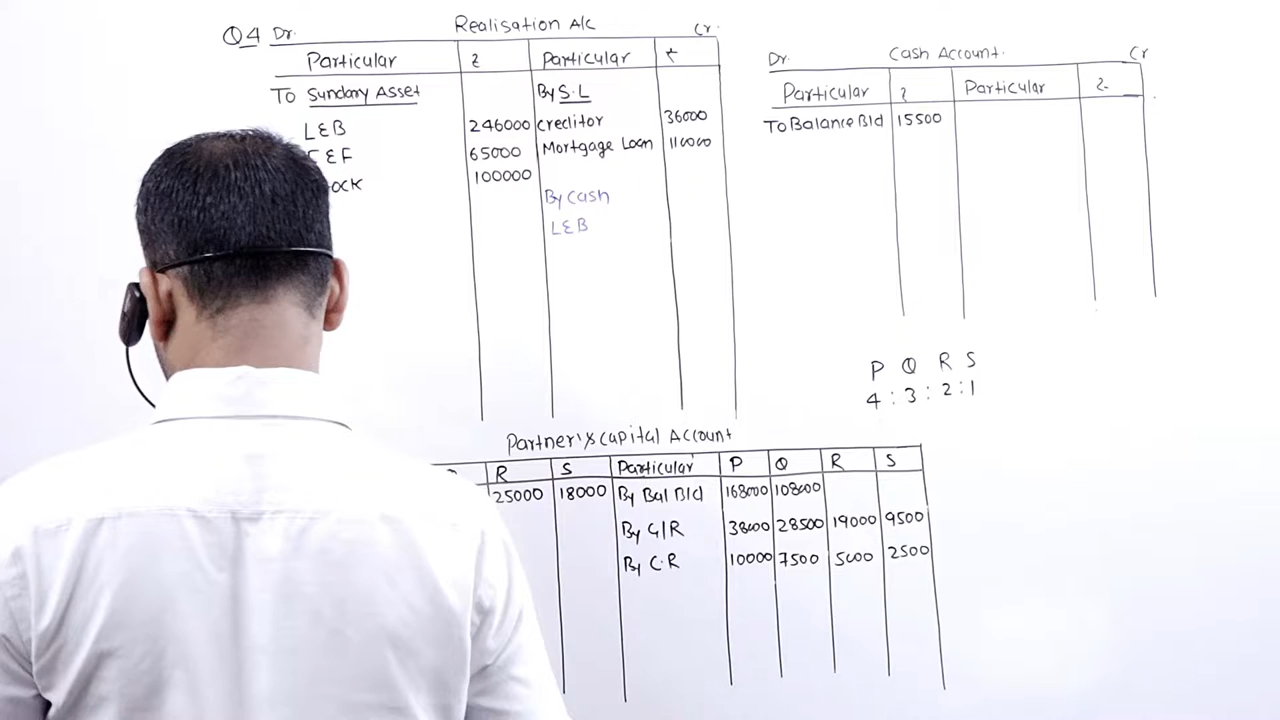 Q4 Dr. Realisation A/c Cr.
Particular ₹ Particular ₹
To Sundary Asset By S.L
L&B 246000 creditor 36000
F&F 65000 Mortgage Loan 110000
ock 100000
By Cash
L&B
Dr. Cash Account. Cr
Particular ₹ Particular ₹
To Balance B/d 15500
P Q R S
4 : 3 : 2 : 1
Partner's Capital Account
R S Particular P Q R S
25000 18000 By Bal B/d 168000 108000
By G/R 38000 28500 19000 9500
By C.R 10000 7500 5000 2500